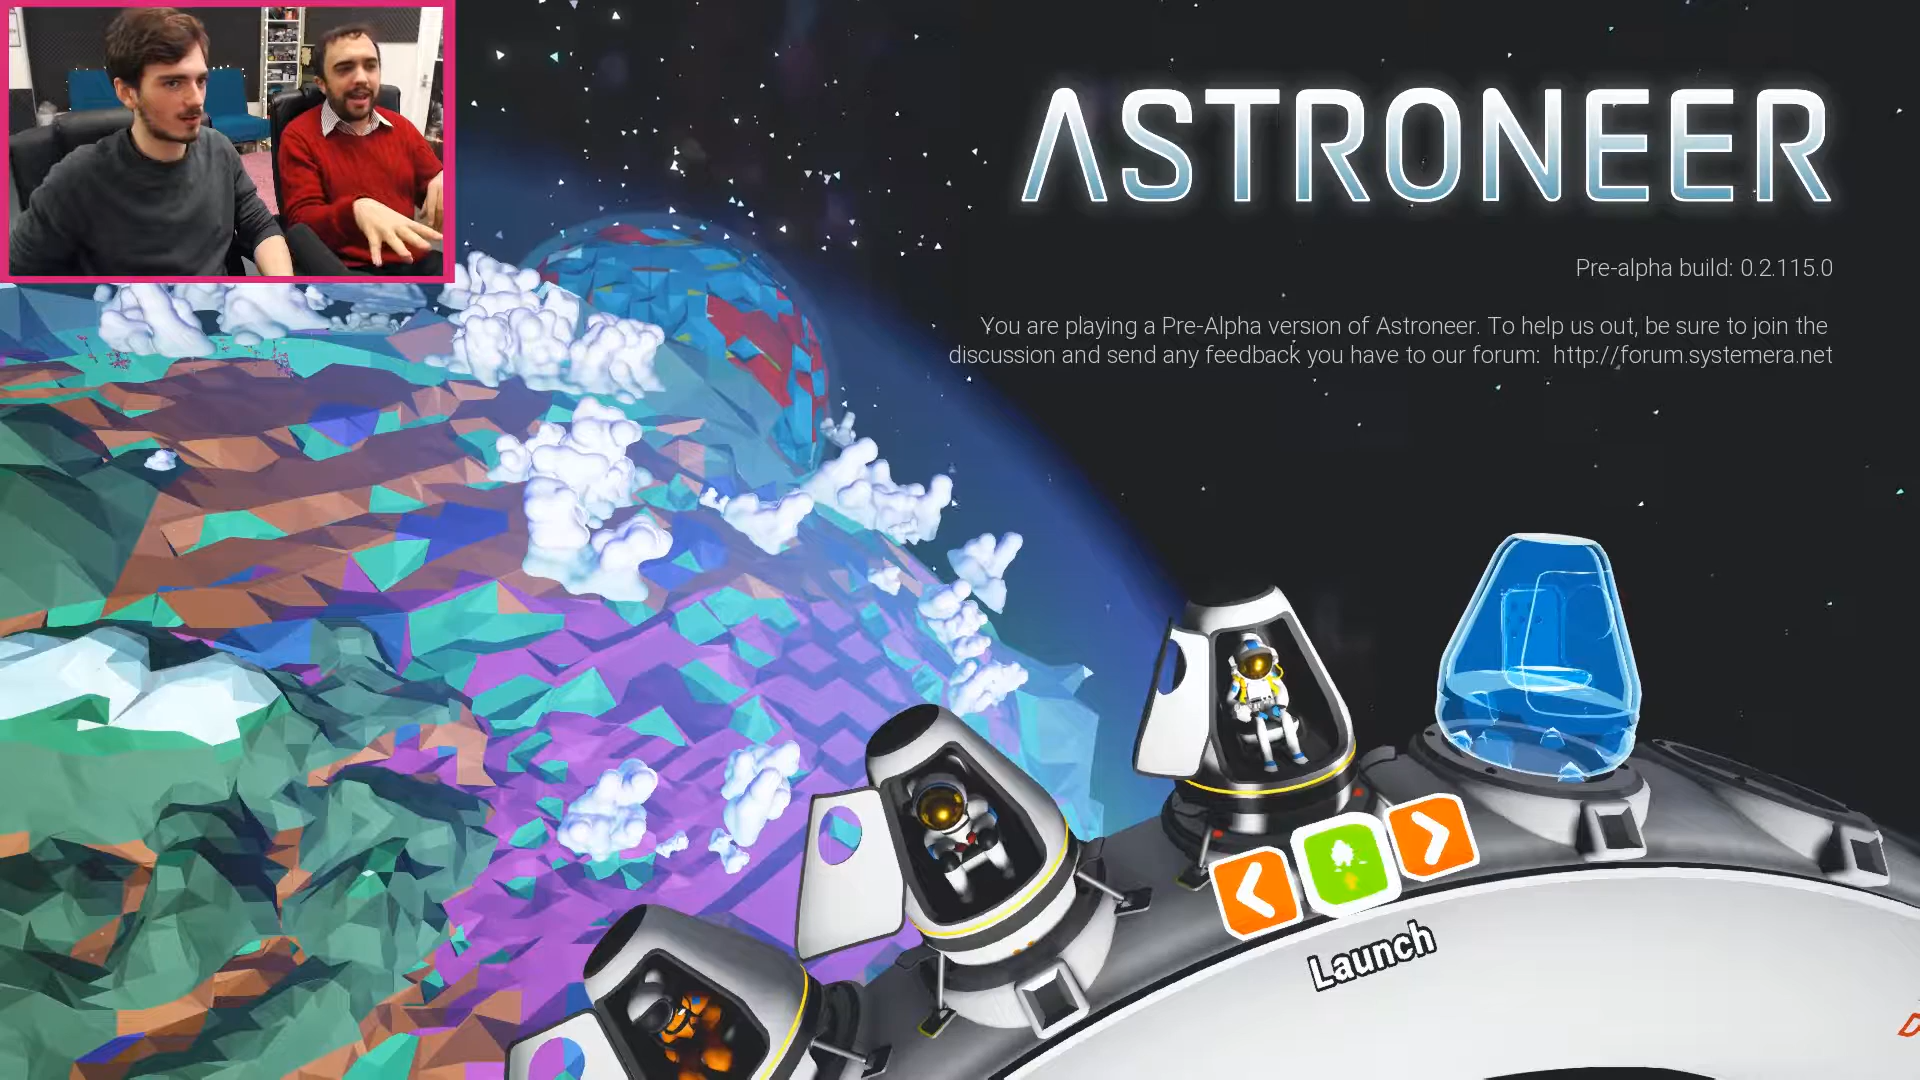 ASTRONEER
Pre-alpha build: 0.2.115.0
You are playing a Pre-Alpha version of Astroneer. To help us out, be sure to join the
discussion and send any feedback you have to our forum: http://forum.systemera.net
Launch